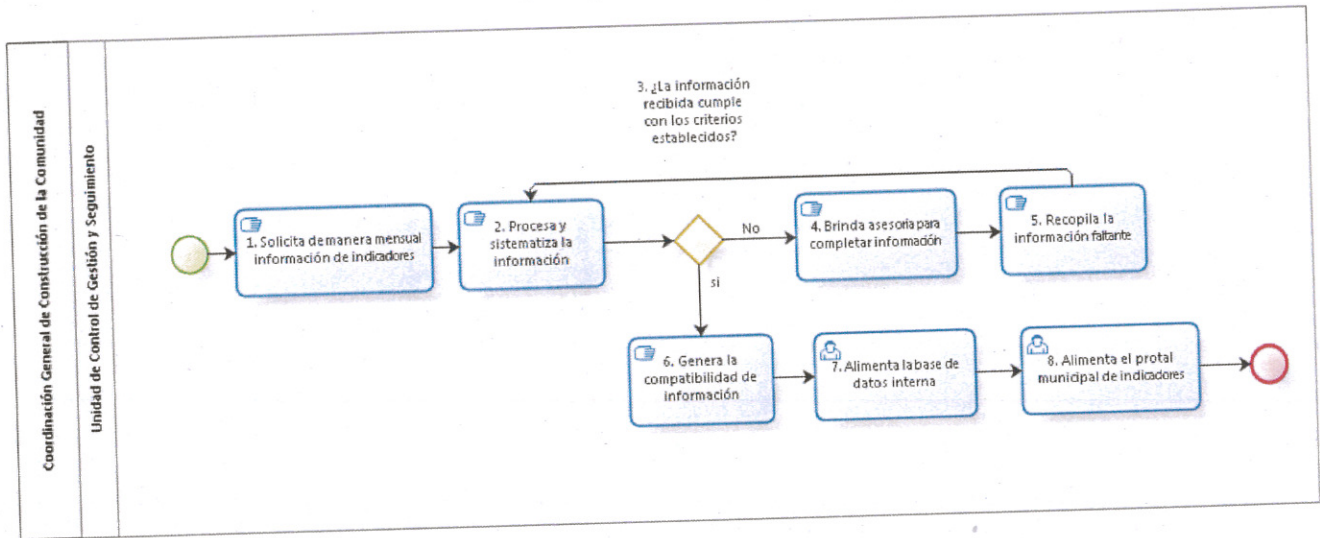 Coordinación General de Construcción de la Comunidad
Unidad de Control de Gestión y Seguimiento
3. ¿La información
recibida cumple
con los criterios
establecidos?
1. Solicita de manera mensual
información de indicadores
2. Procesa y
sistematiza la
información
No
4. Brinda asesoría para
completar información
5. Recopila la
información faltante
si
6. Genera la
compatibilidad de
información
7. Alimenta la base de
datos interna
8. Alimenta el protal
municipal de indicadores